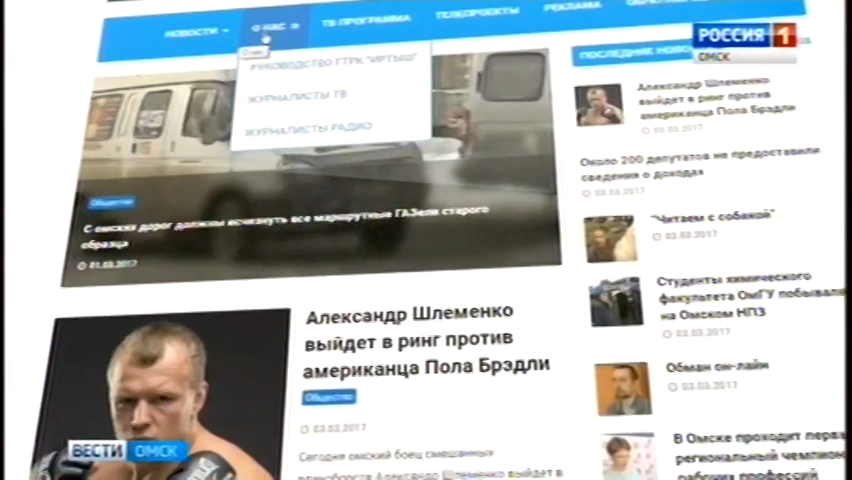 НОВОСТИ
О НАС
ТВ ПРОГРАММА
ТЕЛЕПРОЕКТЫ
РЕКЛАМА
РОССИЯ 1
ОМСК
О нас
РУКОВОДСТВО ГТРК "ИРТЫШ"
ЖУРНАЛИСТЫ ТВ
ЖУРНАЛИСТЫ РАДИО
Общество
С омских дорог должны исчезнуть все маршрутные ГАЗели старого
образца
01.03.2017
Александр Шлеменко
выйдет в ринг против
американца Пола Брэдли
Общество
03.03.2017
Сегодня омский боец смешанных
единоборств Александр Шлеменко выйдет в
ПОСЛЕДНИЕ
Александр Шлеменко
выйдет в ринг против
американца Пола Брэдли
03.03.2017
Около 200 депутатов не предоставили
сведения о доходах
03.03.2017
"Читаем с собакой"
03.03.2017
Студенты химического
факультета ОмГУ побывали
на Омском НПЗ
03.03.2017
Обман он-лайн
03.03.2017
В Омске проходит
региональный
рабочих профессий
ВЕСТИ ОМСК